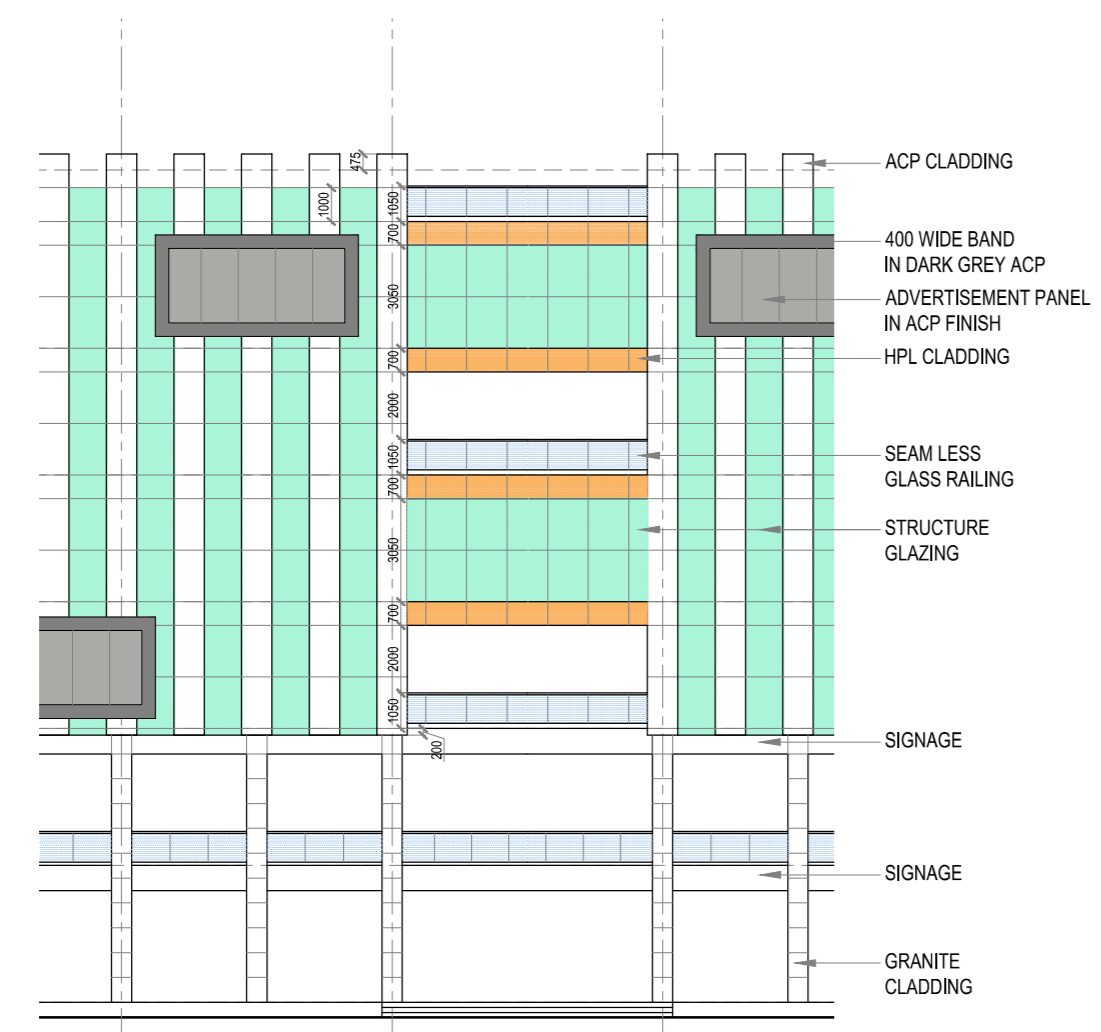 475
ACP CLADDING
1000
1050
700
400 WIDE BAND
IN DARK GREY ACP
3050
ADVERTISEMENT PANEL
IN ACP FINISH
700
HPL CLADDING
2000
1050
SEAM LESS
GLASS RAILING
700
3050
STRUCTURE
GLAZING
700
2000
1050
200
SIGNAGE
SIGNAGE
GRANITE
CLADDING